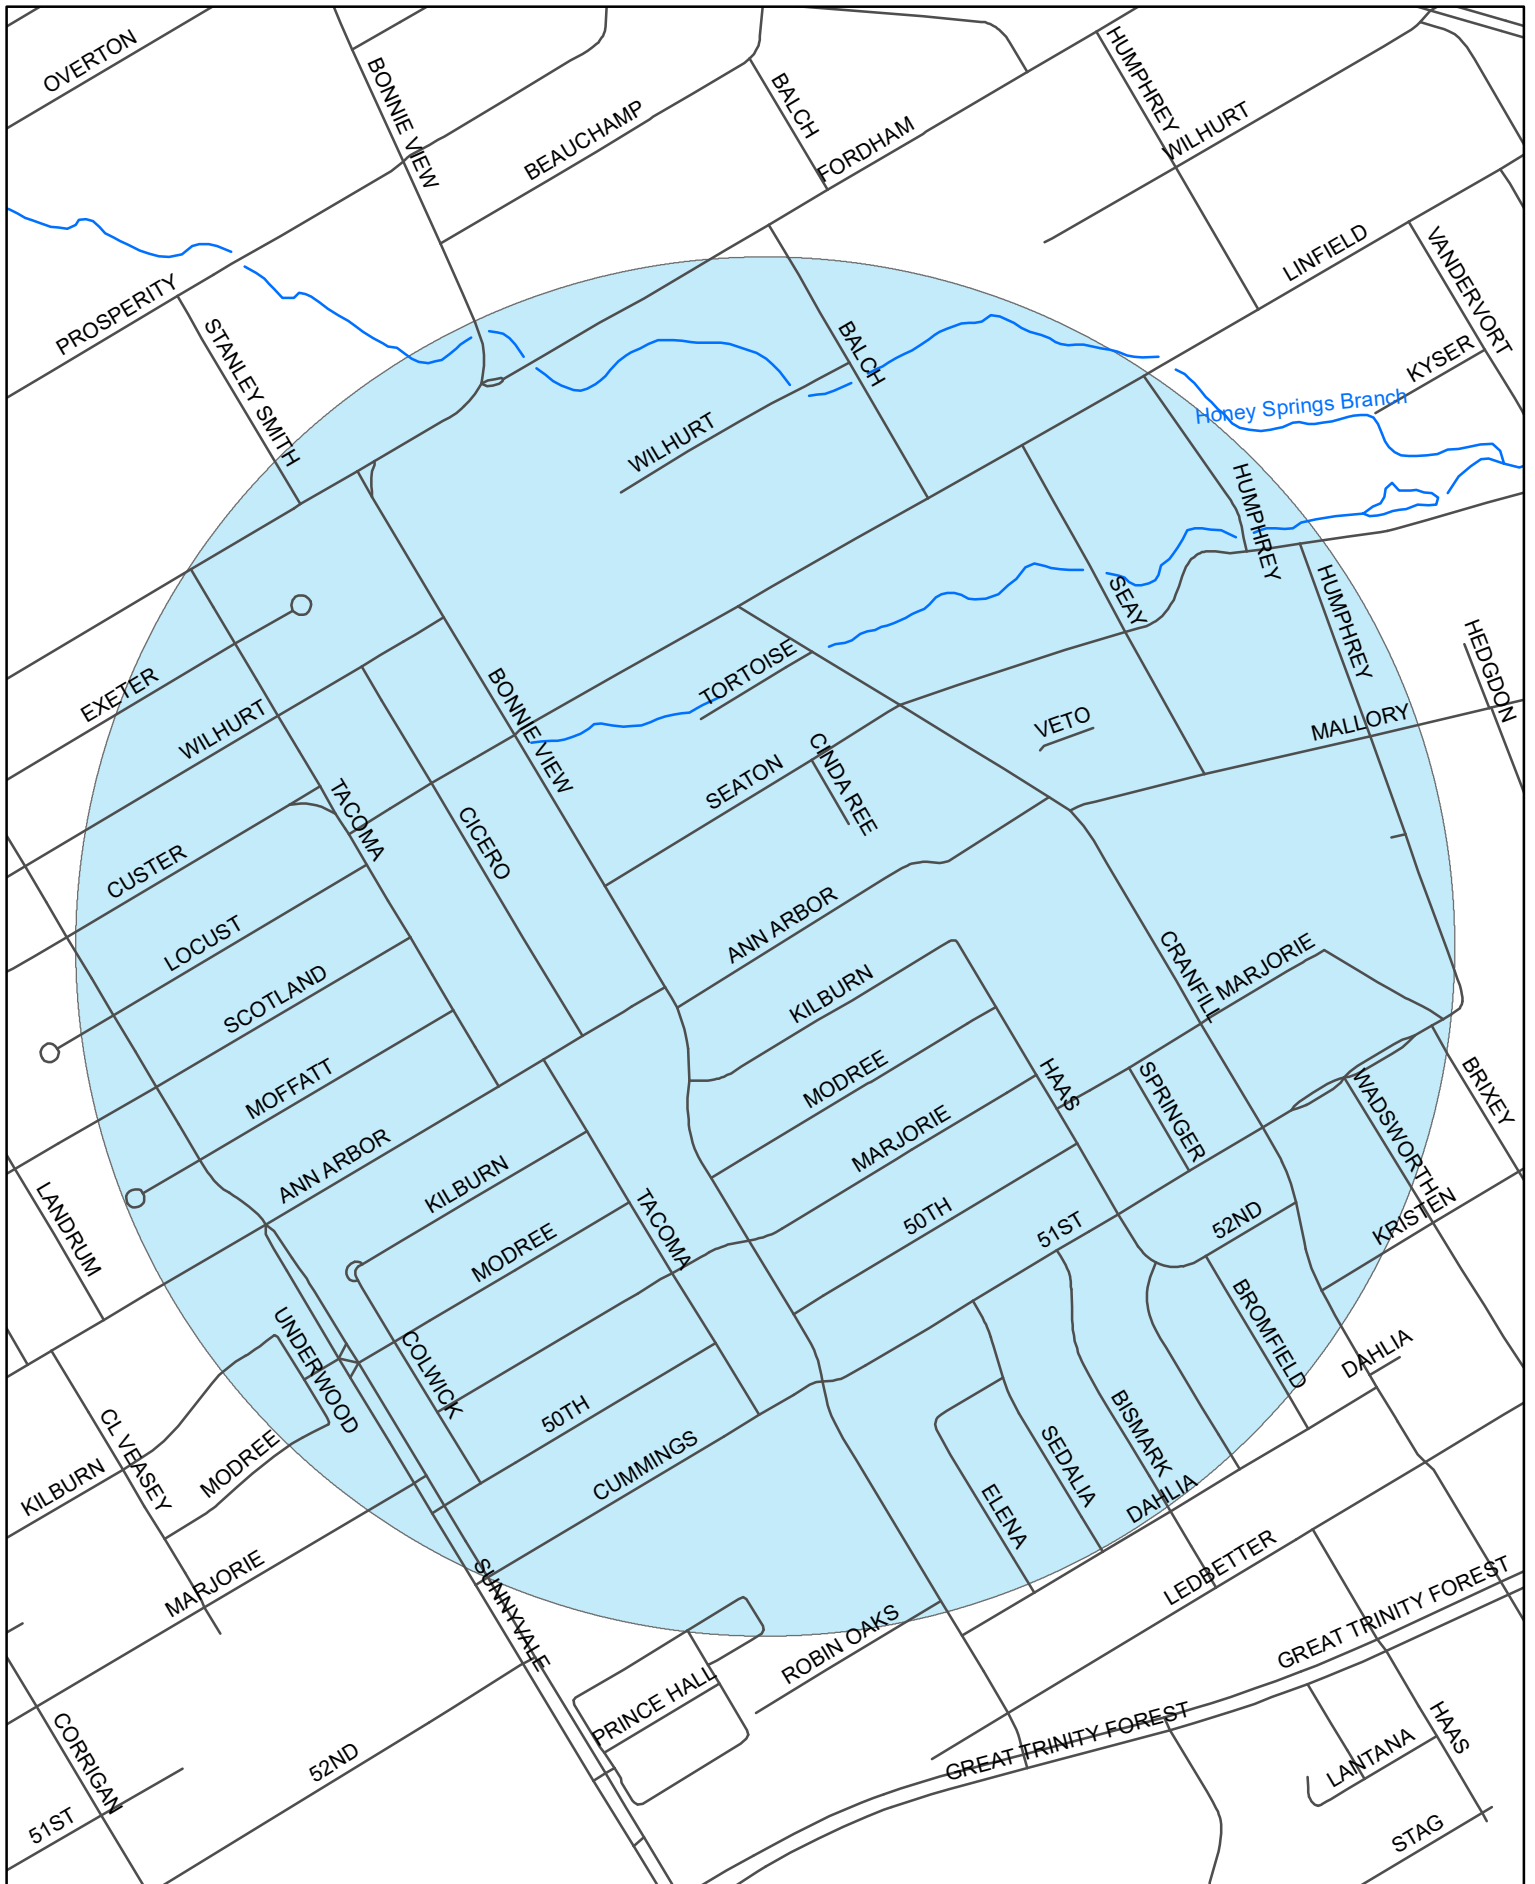 OVERTON
BONNIE VIEW
BALCH
HUMPHREY
BEAUCHAMP
FORDHAM
WILHURT
LINFIELD
VANDERVORT
PROSPERITY
STANLEY SMITH
BALCH
KYSER
Honey Springs Branch
WILHURT
HUMPHREY
SEAY
HUMPHREY
HEDGDON
EXETER
TORTOISE
BONNIE VIEW
WILHURT
VETO
MALLORY
CINDA REE
SEATON
TACOMA
CICERO
CUSTER
ANN ARBOR
LOCUST
CRANFILL
MARJORIE
SCOTLAND
KILBURN
MODREE
HAAS
MOFFATT
SPRINGER
BRIXEY
WADSWORTH
MARJORIE
ANN ARBOR
KILBURN
LANDRUM
TACOMA
50TH
51ST
52ND
KRISTEN
MODREE
UNDERWOOD
BROMFIELD
COLWICK
DAHLIA
50TH
BISMARK
CL VEASEY
SEDALIA
CUMMINGS
MODREE
KILBURN
ELENA
DAHLIA
LEDBETTER
MARJORIE
SUNNYVALE
GREAT TRINITY FOREST
ROBIN OAKS
PRINCE HALL
GREAT TRINITY FOREST
HAAS
CORRIGAN
52ND
LANTANA
51ST
STAG